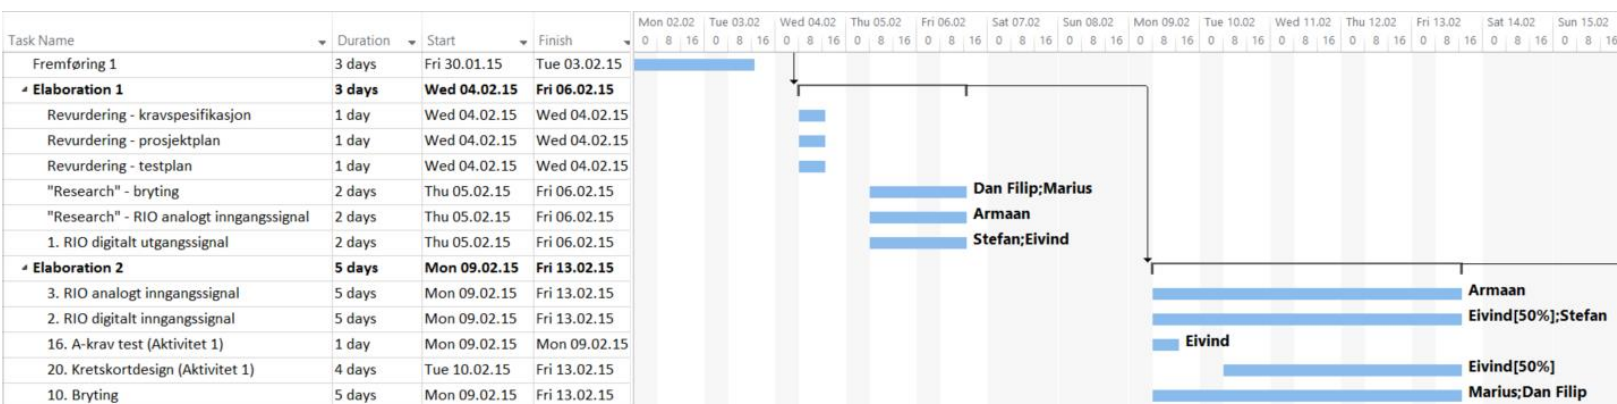 Mon 02.02 Tue 03.02 Wed 04.02 Thu 05.02 Fri 06.02 Sat 07.02 Sun 08.02 Mon 09.02 Tue 10.02 Wed 11.02 Thu 12.02 Fri 13.02 Sat 14.02 Sun 15.02
Task Name Duration Start Finish 0 8 16 0 8 16 0 8 16 0 8 16 0 8 16 0 8 16 0 8 16 0 8 16 0 8 16 0 8 16 0 8 16 0 8 16 0 8 16 0 8 16
Fremføring 1 3 days Fri 30.01.15 Tue 03.02.15
Elaboration 1 3 days Wed 04.02.15 Fri 06.02.15
Revurdering - kravspesifikasjon 1 day Wed 04.02.15 Wed 04.02.15
Revurdering - prosjektplan 1 day Wed 04.02.15 Wed 04.02.15
Revurdering - testplan 1 day Wed 04.02.15 Wed 04.02.15
"Research" - bryting 2 days Thu 05.02.15 Fri 06.02.15 Dan Filip;Marius
"Research" - RIO analogt inngangssignal 2 days Thu 05.02.15 Fri 06.02.15 Armaan
1. RIO digitalt utgangssignal 2 days Thu 05.02.15 Fri 06.02.15 Stefan;Eivind
Elaboration 2 5 days Mon 09.02.15 Fri 13.02.15
3. RIO analogt inngangssignal 5 days Mon 09.02.15 Fri 13.02.15 Armaan
2. RIO digitalt inngangssignal 5 days Mon 09.02.15 Fri 13.02.15 Eivind[50%];Stefan
16. A-krav test (Aktivitet 1) 1 day Mon 09.02.15 Mon 09.02.15 Eivind
20. Kretskortdesign (Aktivitet 1) 4 days Tue 10.02.15 Fri 13.02.15 Eivind[50%]
10. Bryting 5 days Mon 09.02.15 Fri 13.02.15 Marius;Dan Filip